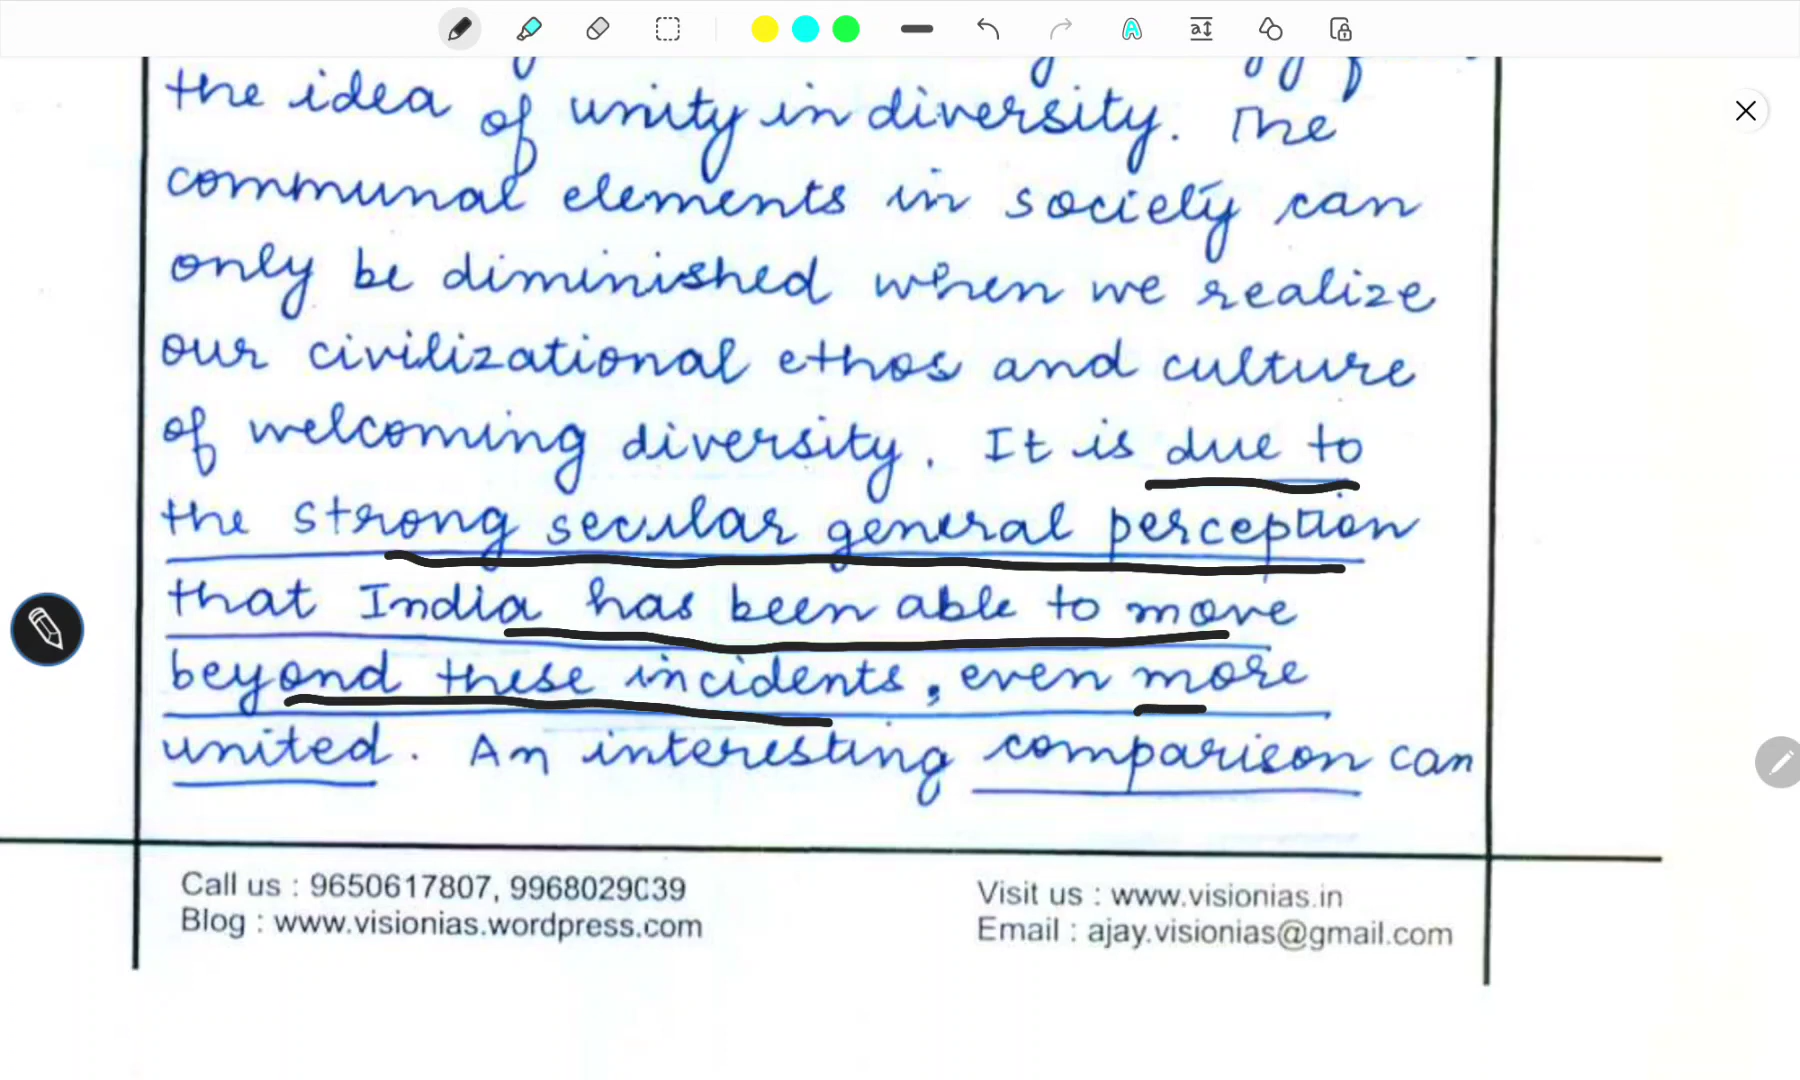 the idea of unity in diversity. The
communal elements in society can
only be diminished when we realize
our civilizational ethos and culture
of welcoming diversity. It is due to
the strong secular general perception
that India has been able to move
beyond these incidents, even more
united. An interesting comparison can
Call us : 9650617807, 9968029039
Blog : www.visionias.wordpress.com
Visit us : www.visionias.in
Email : ajay.visionias@gmail.com